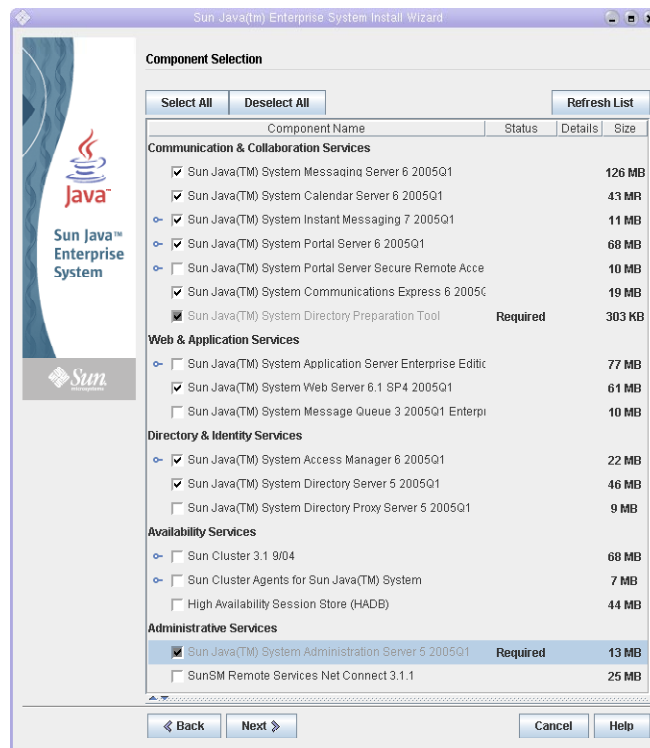 Sun Java(tm) Enterprise System Install Wizard
Java™
Sun Java™
Enterprise
System
Sun
microsystems
Component Selection
Select All Deselect All Refresh List
Component Name Status Details Size
Communication & Collaboration Services
Sun Java(TM) System Messaging Server 6 2005Q1 126 MB
Sun Java(TM) System Calendar Server 6 2005Q1 43 MB
Sun Java(TM) System Instant Messaging 7 2005Q1 11 MB
Sun Java(TM) System Portal Server 6 2005Q1 68 MB
Sun Java(TM) System Portal Server Secure Remote Acce 10 MB
Sun Java(TM) System Communications Express 6 2005Q 19 MB
Sun Java(TM) System Directory Preparation Tool Required 303 KB
Web & Application Services
Sun Java(TM) System Application Server Enterprise Editic 77 MB
Sun Java(TM) System Web Server 6.1 SP4 2005Q1 61 MB
Sun Java(TM) System Message Queue 3 2005Q1 Enterpr 10 MB
Directory & Identity Services
Sun Java(TM) System Access Manager 6 2005Q1 22 MB
Sun Java(TM) System Directory Server 5 2005Q1 46 MB
Sun Java(TM) System Directory Proxy Server 5 2005Q1 9 MB
Availability Services
Sun Cluster 3.1 9/04 68 MB
Sun Cluster Agents for Sun Java(TM) System 7 MB
High Availability Session Store (HADB) 44 MB
Administrative Services
Sun Java(TM) System Administration Server 5 2005Q1 Required 13 MB
SunSM Remote Services Net Connect 3.1.1 25 MB
Back Next Cancel Help